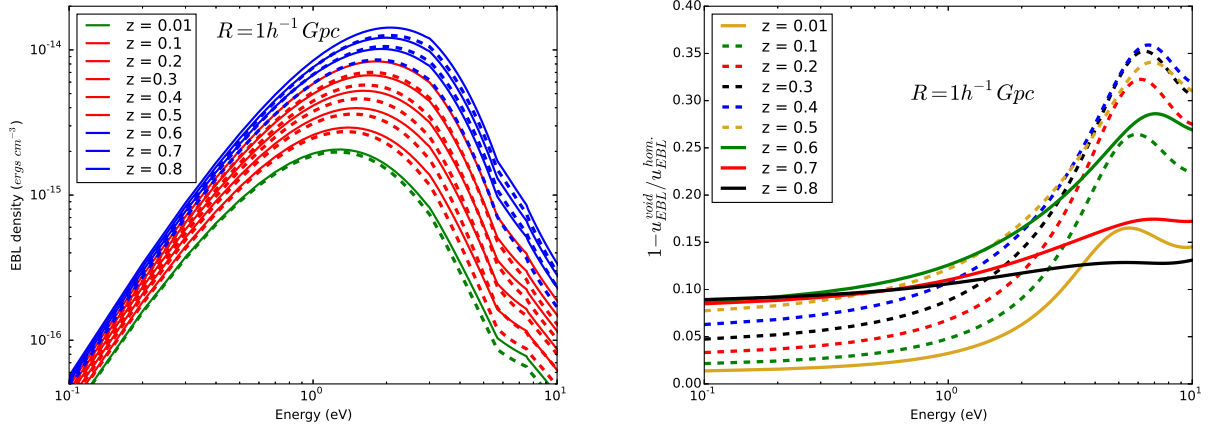 z = 0.01
z = 0.1
z = 0.2
z =0.3
z = 0.4
z = 0.5
z = 0.6
z = 0.7
z = 0.8
R = 1h⁻¹ Gpc
10⁻¹⁴
10⁻¹⁵
10⁻¹⁶
EBL density (ergs cm⁻³)
10⁻¹
10⁰
10¹
Energy (eV)
z = 0.01
z = 0.1
z = 0.2
z =0.3
z = 0.4
z = 0.5
z = 0.6
z = 0.7
z = 0.8
R = 1h⁻¹ Gpc
0.40
0.35
0.30
0.25
0.20
0.15
0.10
0.05
0.00
1−u_EBL^void/u_EBL^hom.
10⁻¹
10⁰
10¹
Energy (eV)